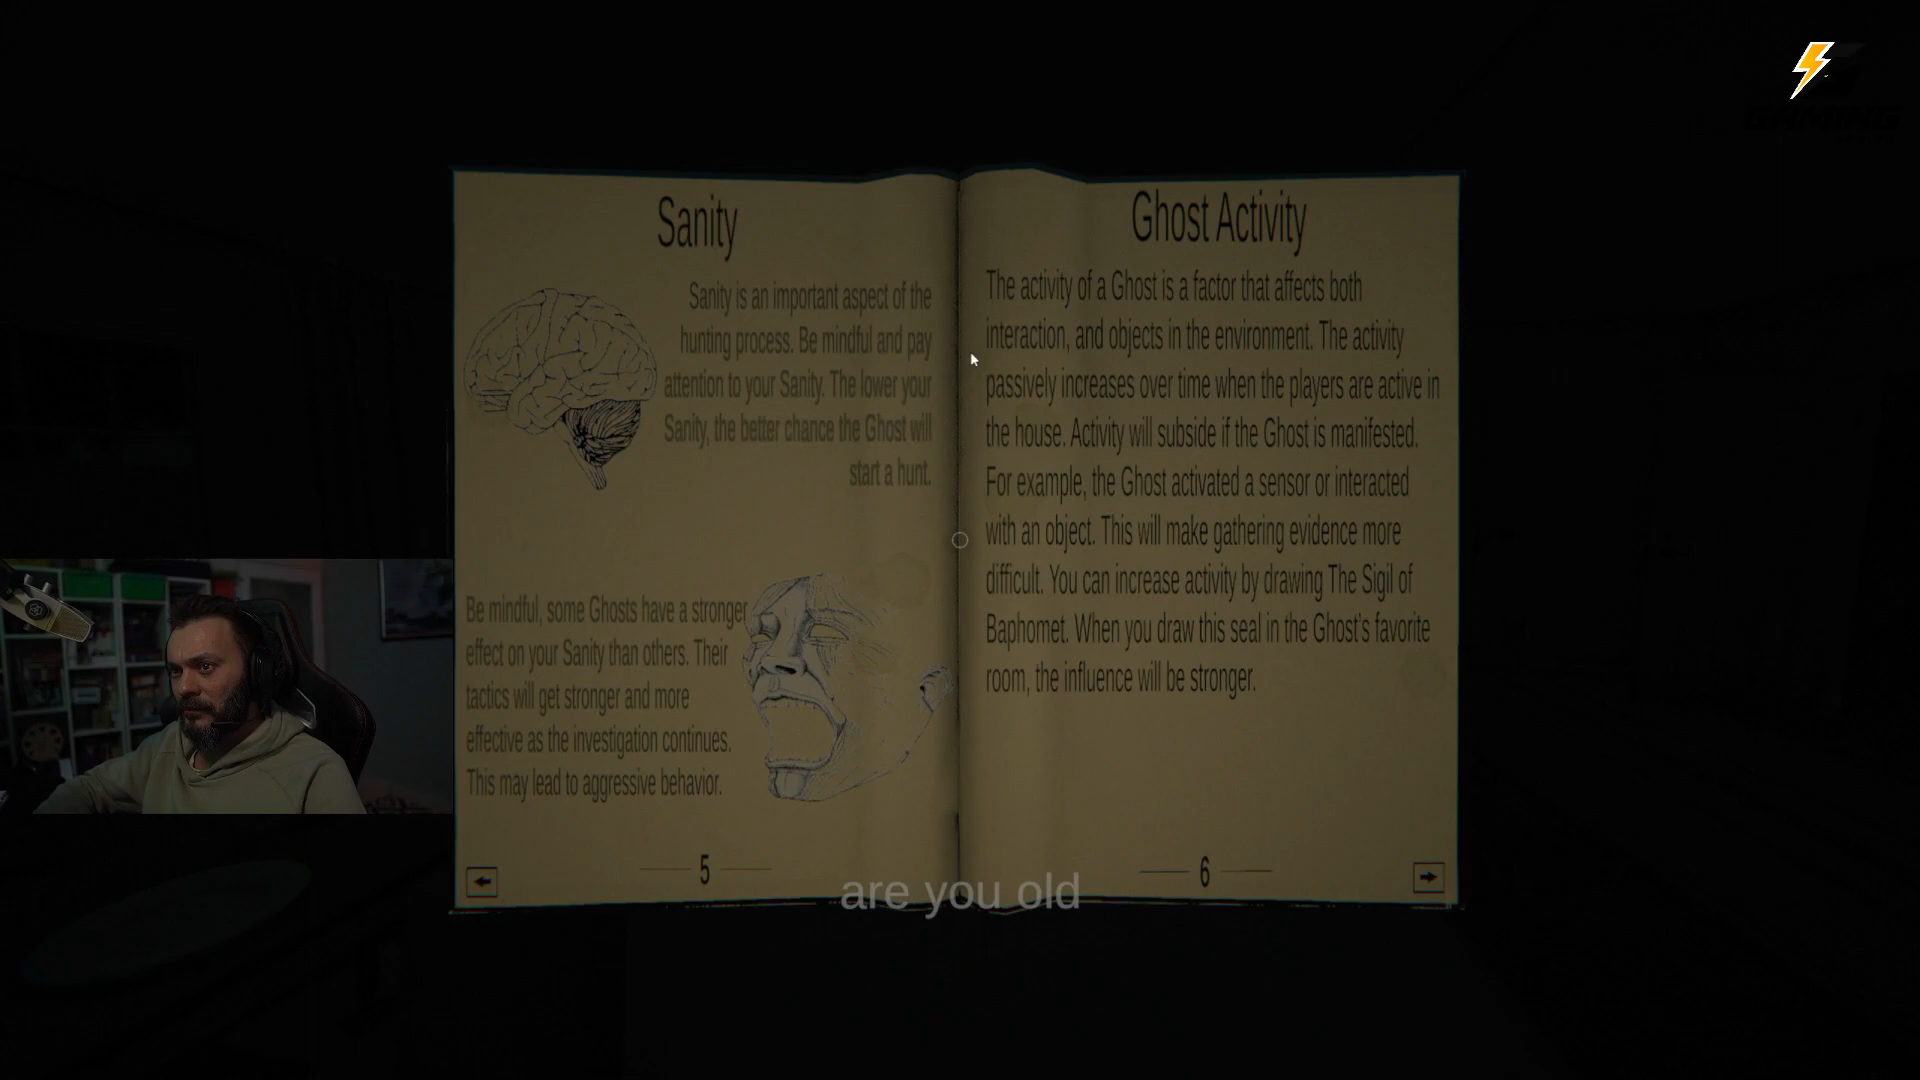 Sanity
Sanity is an important aspect of the
hunting process. Be mindful and pay
attention to your Sanity. The lower your
Sanity, the better chance the Ghost will
start a hunt.
Be mindful, some Ghosts have a stronger
effect on your Sanity than others. Their
tactics will get stronger and more
effective as the investigation continues.
This may lead to aggressive behavior.
5
Ghost Activity
The activity of a Ghost is a factor that affects both
interaction, and objects in the environment. The activity
passively increases over time when the players are active in
the house. Activity will subside if the Ghost is manifested.
For example, the Ghost activated a sensor or interacted
with an object. This will make gathering evidence more
difficult. You can increase activity by drawing The Sigil of
Baphomet. When you draw this seal in the Ghost's favorite
room, the influence will be stronger.
6
are you old
GAMING